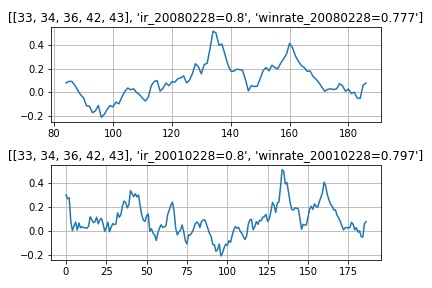 [[33, 34, 36, 42, 43], 'ir_20080228=0.8', 'winrate_20080228=0.777']
0.4
0.2
0.0
−0.2
80 100 120 140 160 180
[[33, 34, 36, 42, 43], 'ir_20010228=0.8', 'winrate_20010228=0.797']
0.4
0.2
0.0
−0.2
0 25 50 75 100 125 150 175